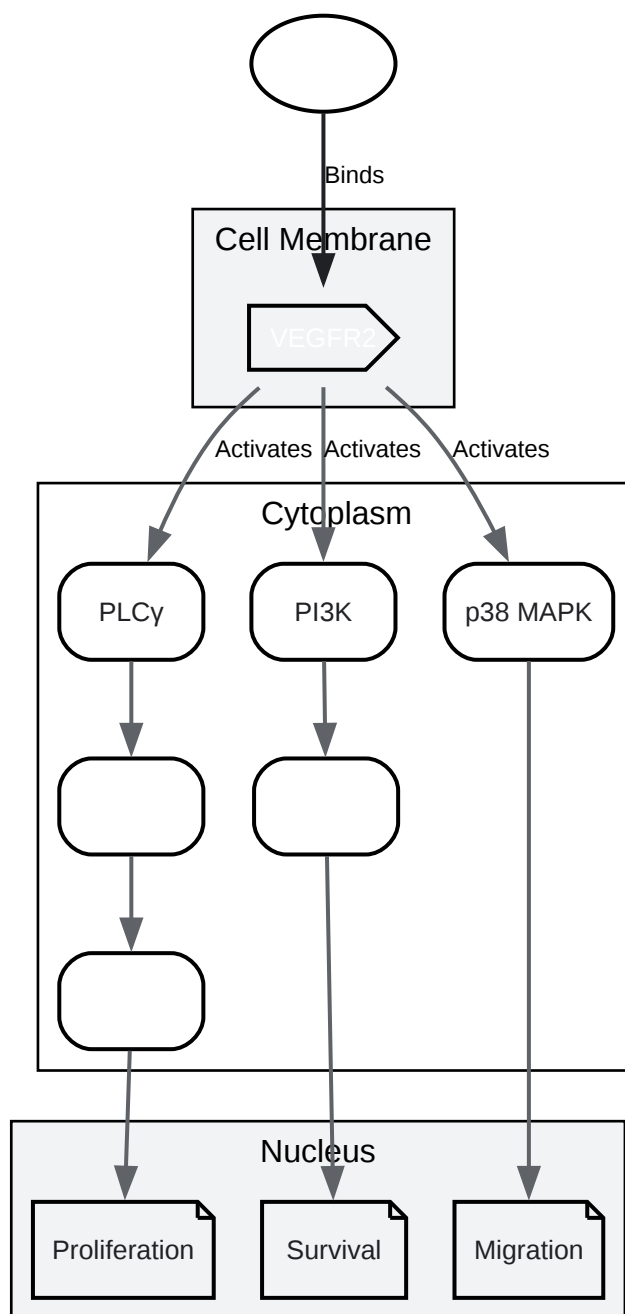 Binds
Cell Membrane
VEGFR2
Activates
Activates
Activates
Cytoplasm
PLCγ
PI3K
p38 MAPK
Nucleus
Proliferation
Survival
Migration